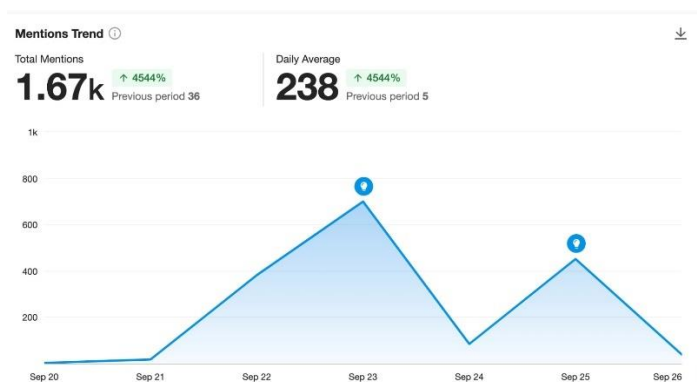 Mentions Trend
Total Mentions
1.67k ↑ 4544%
Previous period 36
Daily Average
238 ↑ 4544%
Previous period 5
1k
800
600
400
200
Sep 20 Sep 21 Sep 22 Sep 23 Sep 24 Sep 25 Sep 26